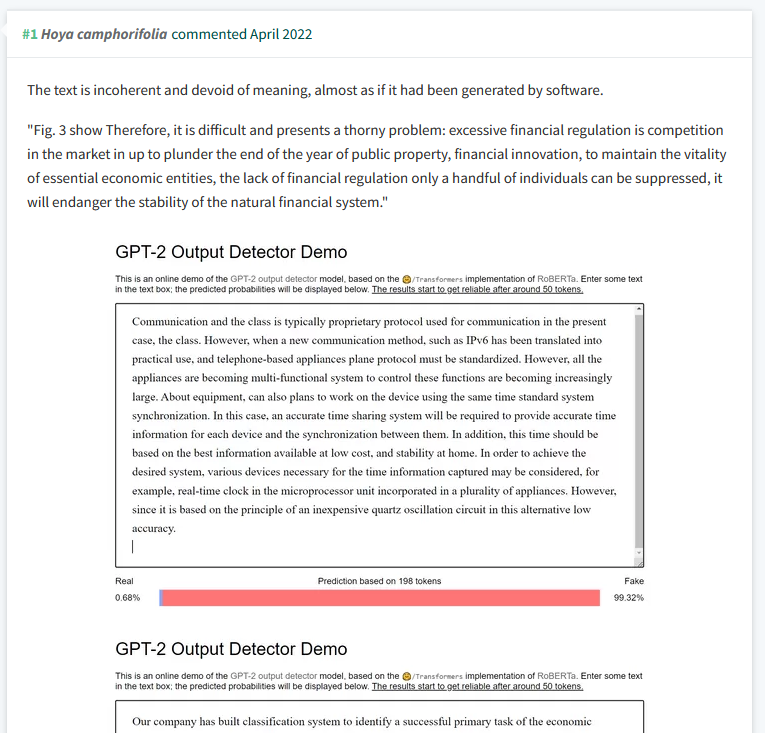 #1 Hoya camphorifolia commented April 2022
The text is incoherent and devoid of meaning, almost as if it had been generated by software.
"Fig. 3 show Therefore, it is difficult and presents a thorny problem: excessive financial regulation is competition
in the market in up to plunder the end of the year of public property, financial innovation, to maintain the vitality
of essential economic entities, the lack of financial regulation only a handful of individuals can be suppressed, it
will endanger the stability of the natural financial system."
GPT-2 Output Detector Demo
This is an online demo of the GPT-2 output detector model, based on the 🤗/Transformers implementation of RoBERTa. Enter some text
in the text box; the predicted probabilities will be displayed below. The results start to get reliable after around 50 tokens.
Communication and the class is typically proprietary protocol used for communication in the present
case, the class. However, when a new communication method, such as IPv6 has been translated into
practical use, and telephone-based appliances plane protocol must be standardized. However, all the
appliances are becoming multi-functional system to control these functions are becoming increasingly
large. About equipment, can also plans to work on the device using the same time standard system
synchronization. In this case, an accurate time sharing system will be required to provide accurate time
information for each device and the synchronization between them. In addition, this time should be
based on the best information available at low cost, and stability at home. In order to achieve the
desired system, various devices necessary for the time information captured may be considered, for
example, real-time clock in the microprocessor unit incorporated in a plurality of appliances. However,
since it is based on the principle of an inexpensive quartz oscillation circuit in this alternative low
accuracy.
Real Prediction based on 198 tokens Fake
0.68% 99.32%
GPT-2 Output Detector Demo
This is an online demo of the GPT-2 output detector model, based on the 🤗/Transformers implementation of RoBERTa. Enter some text
in the text box; the predicted probabilities will be displayed below. The results start to get reliable after around 50 tokens.
Our company has built classification system to identify a successful primary task of the economic